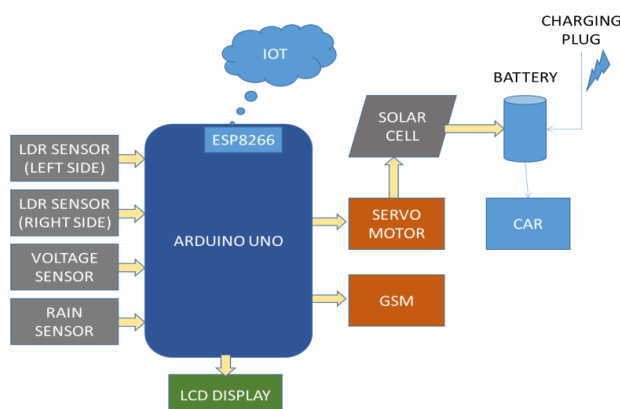 IOT
CHARGING
PLUG
BATTERY
ESP8266
SOLAR
CELL
LDR SENSOR
(LEFT SIDE)
LDR SENSOR
(RIGHT SIDE)
ARDUINO UNO
SERVO
MOTOR
CAR
VOLTAGE
SENSOR
RAIN
SENSOR
GSM
LCD DISPLAY